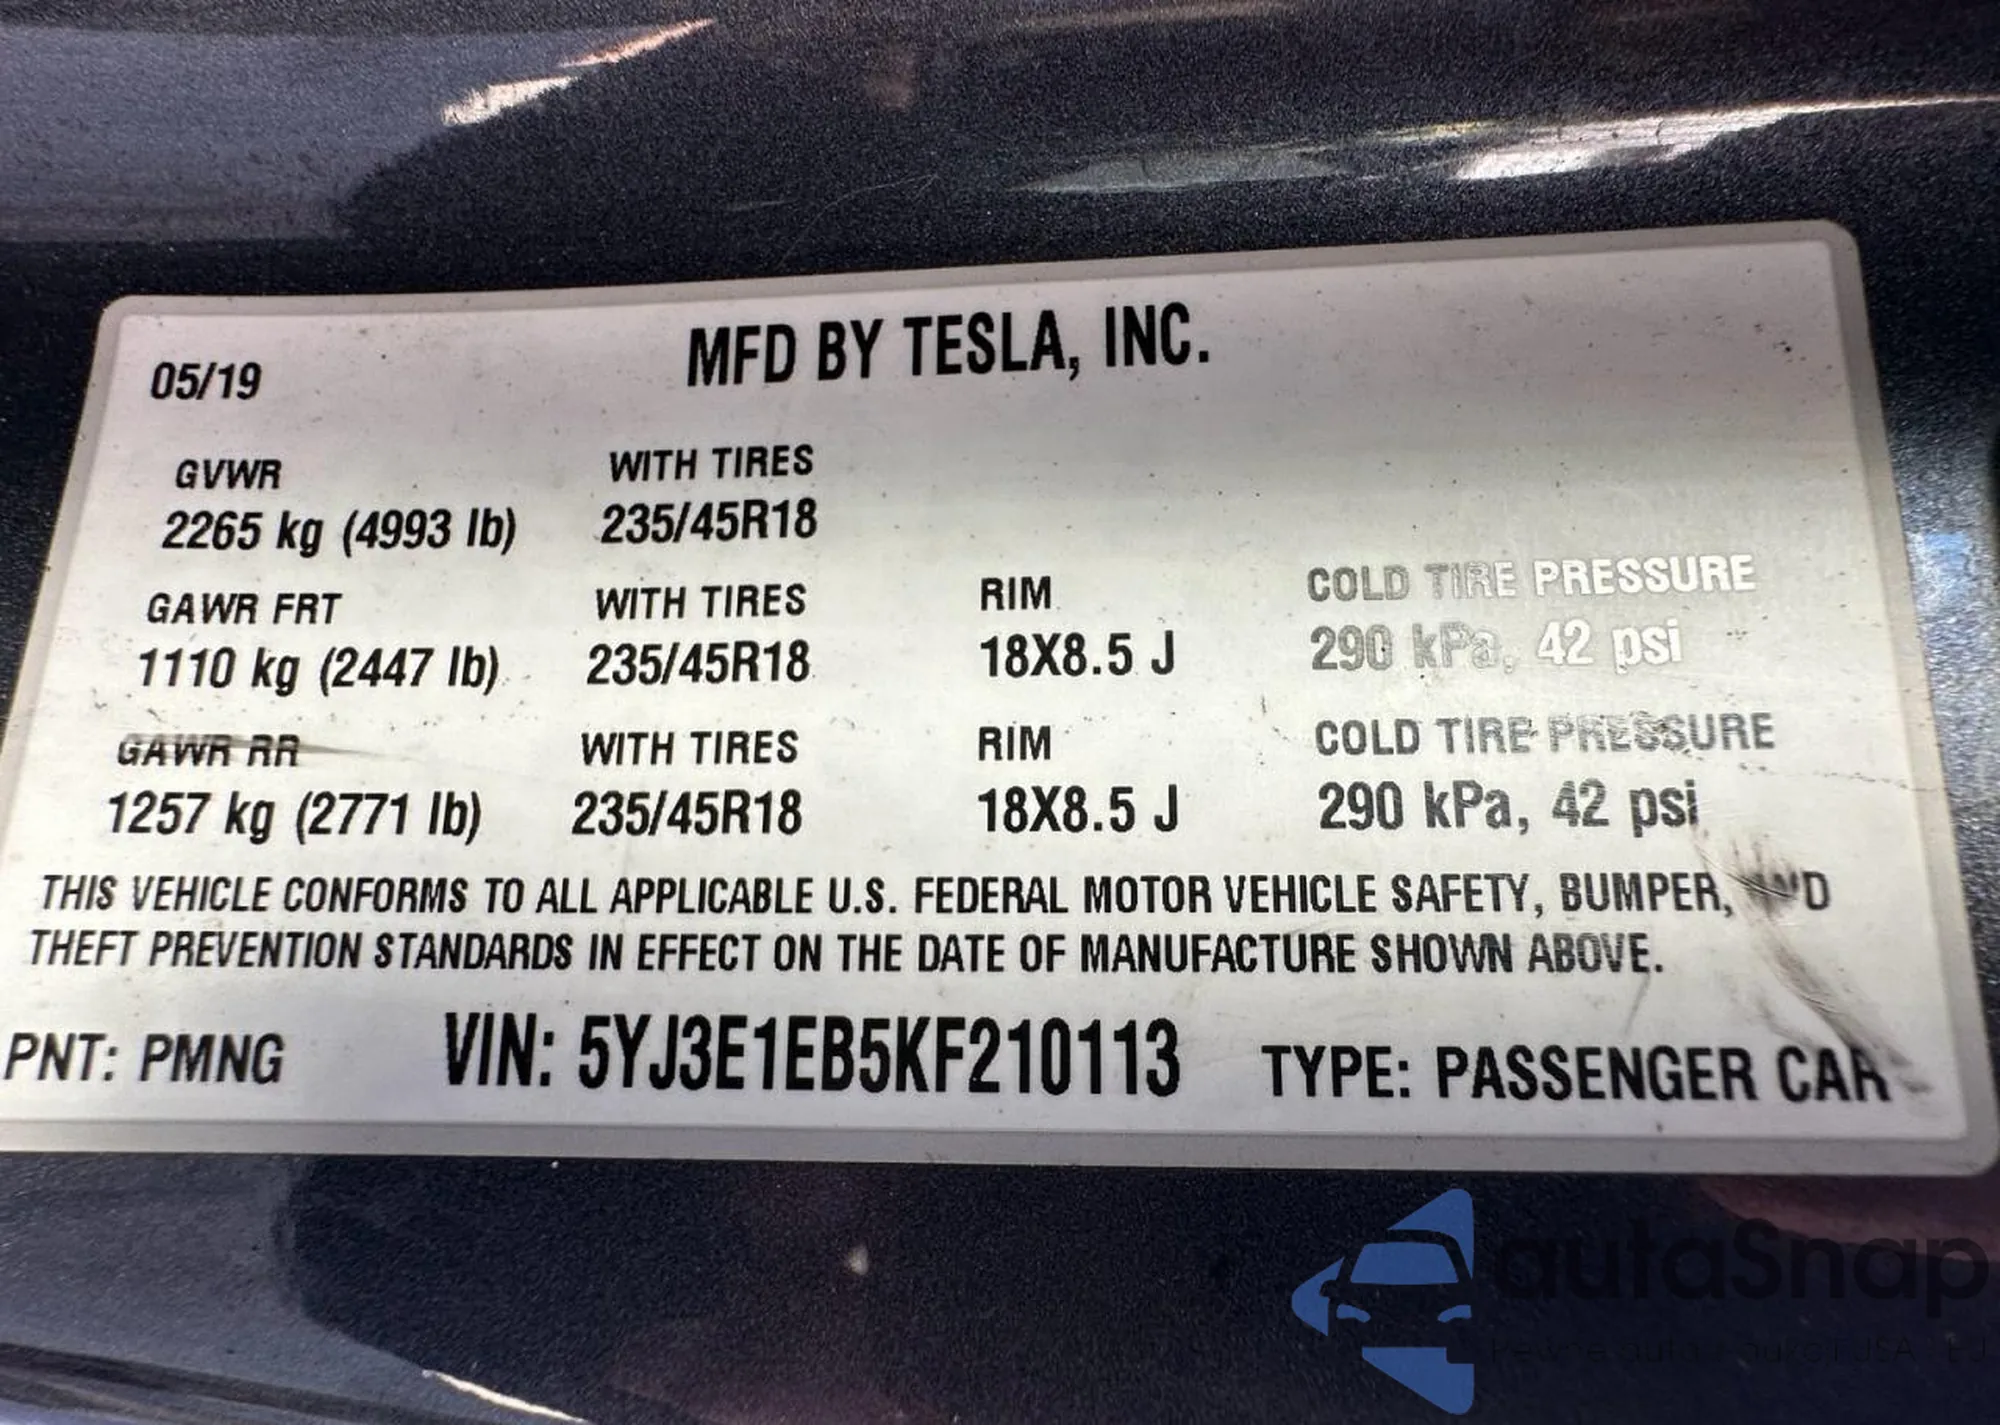 MFD BY TESLA, INC.
05/19
GVWR WITH TIRES
2265 kg (4993 lb) 235/45R18
GAWR FRT WITH TIRES RIM COLD TIRE PRESSURE
1110 kg (2447 lb) 235/45R18 18X8.5 J 290 kPa, 42 psi
GAWR RR WITH TIRES RIM COLD TIRE PRESSURE
1257 kg (2771 lb) 235/45R18 18X8.5 J 290 kPa, 42 psi
THIS VEHICLE CONFORMS TO ALL APPLICABLE U.S. FEDERAL MOTOR VEHICLE SAFETY, BUMPER, AND
THEFT PREVENTION STANDARDS IN EFFECT ON THE DATE OF MANUFACTURE SHOWN ABOVE.
PNT: PMNG VIN: 5YJ3E1EB5KF210113 TYPE: PASSENGER CAR
autaSnap